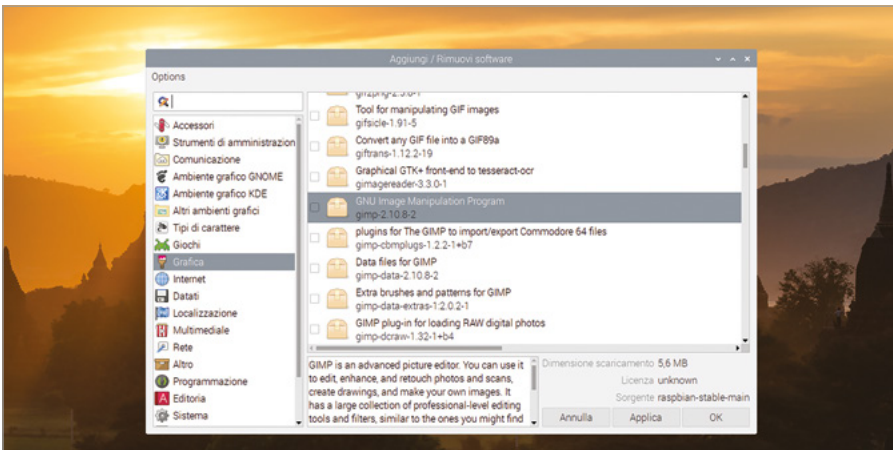 Aggiungi / Rimuovi software
Options
Accessori
Strumenti di amministrazion
Comunicazione
Ambiente grafico GNOME
Ambiente grafico KDE
Altri ambienti grafici
Tipi di carattere
Giochi
Grafica
Internet
Datati
Localizzazione
Multimediale
Rete
Altro
Programmazione
Editoria
Sistema
Tool for manipulating GIF images
gifsicle-1.91-5
Convert any GIF file into a GIF89a
giftrans-1.12.2-19
Graphical GTK+ front-end to tesseract-ocr
gimagereader-3.3.0-1
GNU Image Manipulation Program
gimp-2.10.8-2
plugins for The GIMP to import/export Commodore 64 files
gimp-cbmplugs-1.2.2-1+b7
Data files for GIMP
gimp-data-2.10.8-2
Extra brushes and patterns for GIMP
gimp-data-extras-1:2.0.2-1
GIMP plug-in for loading RAW digital photos
gimp-dcraw-1.32-1+b4
GIMP is an advanced picture editor. You can use it
to edit, enhance, and retouch photos and scans,
create drawings, and make your own images. It
has a large collection of professional-level editing
tools and filters, similar to the ones you might find
Dimensione scaricamento 5,6 MB
Licenza unknown
Sorgente raspbian-stable-main
Annulla
Applica
OK